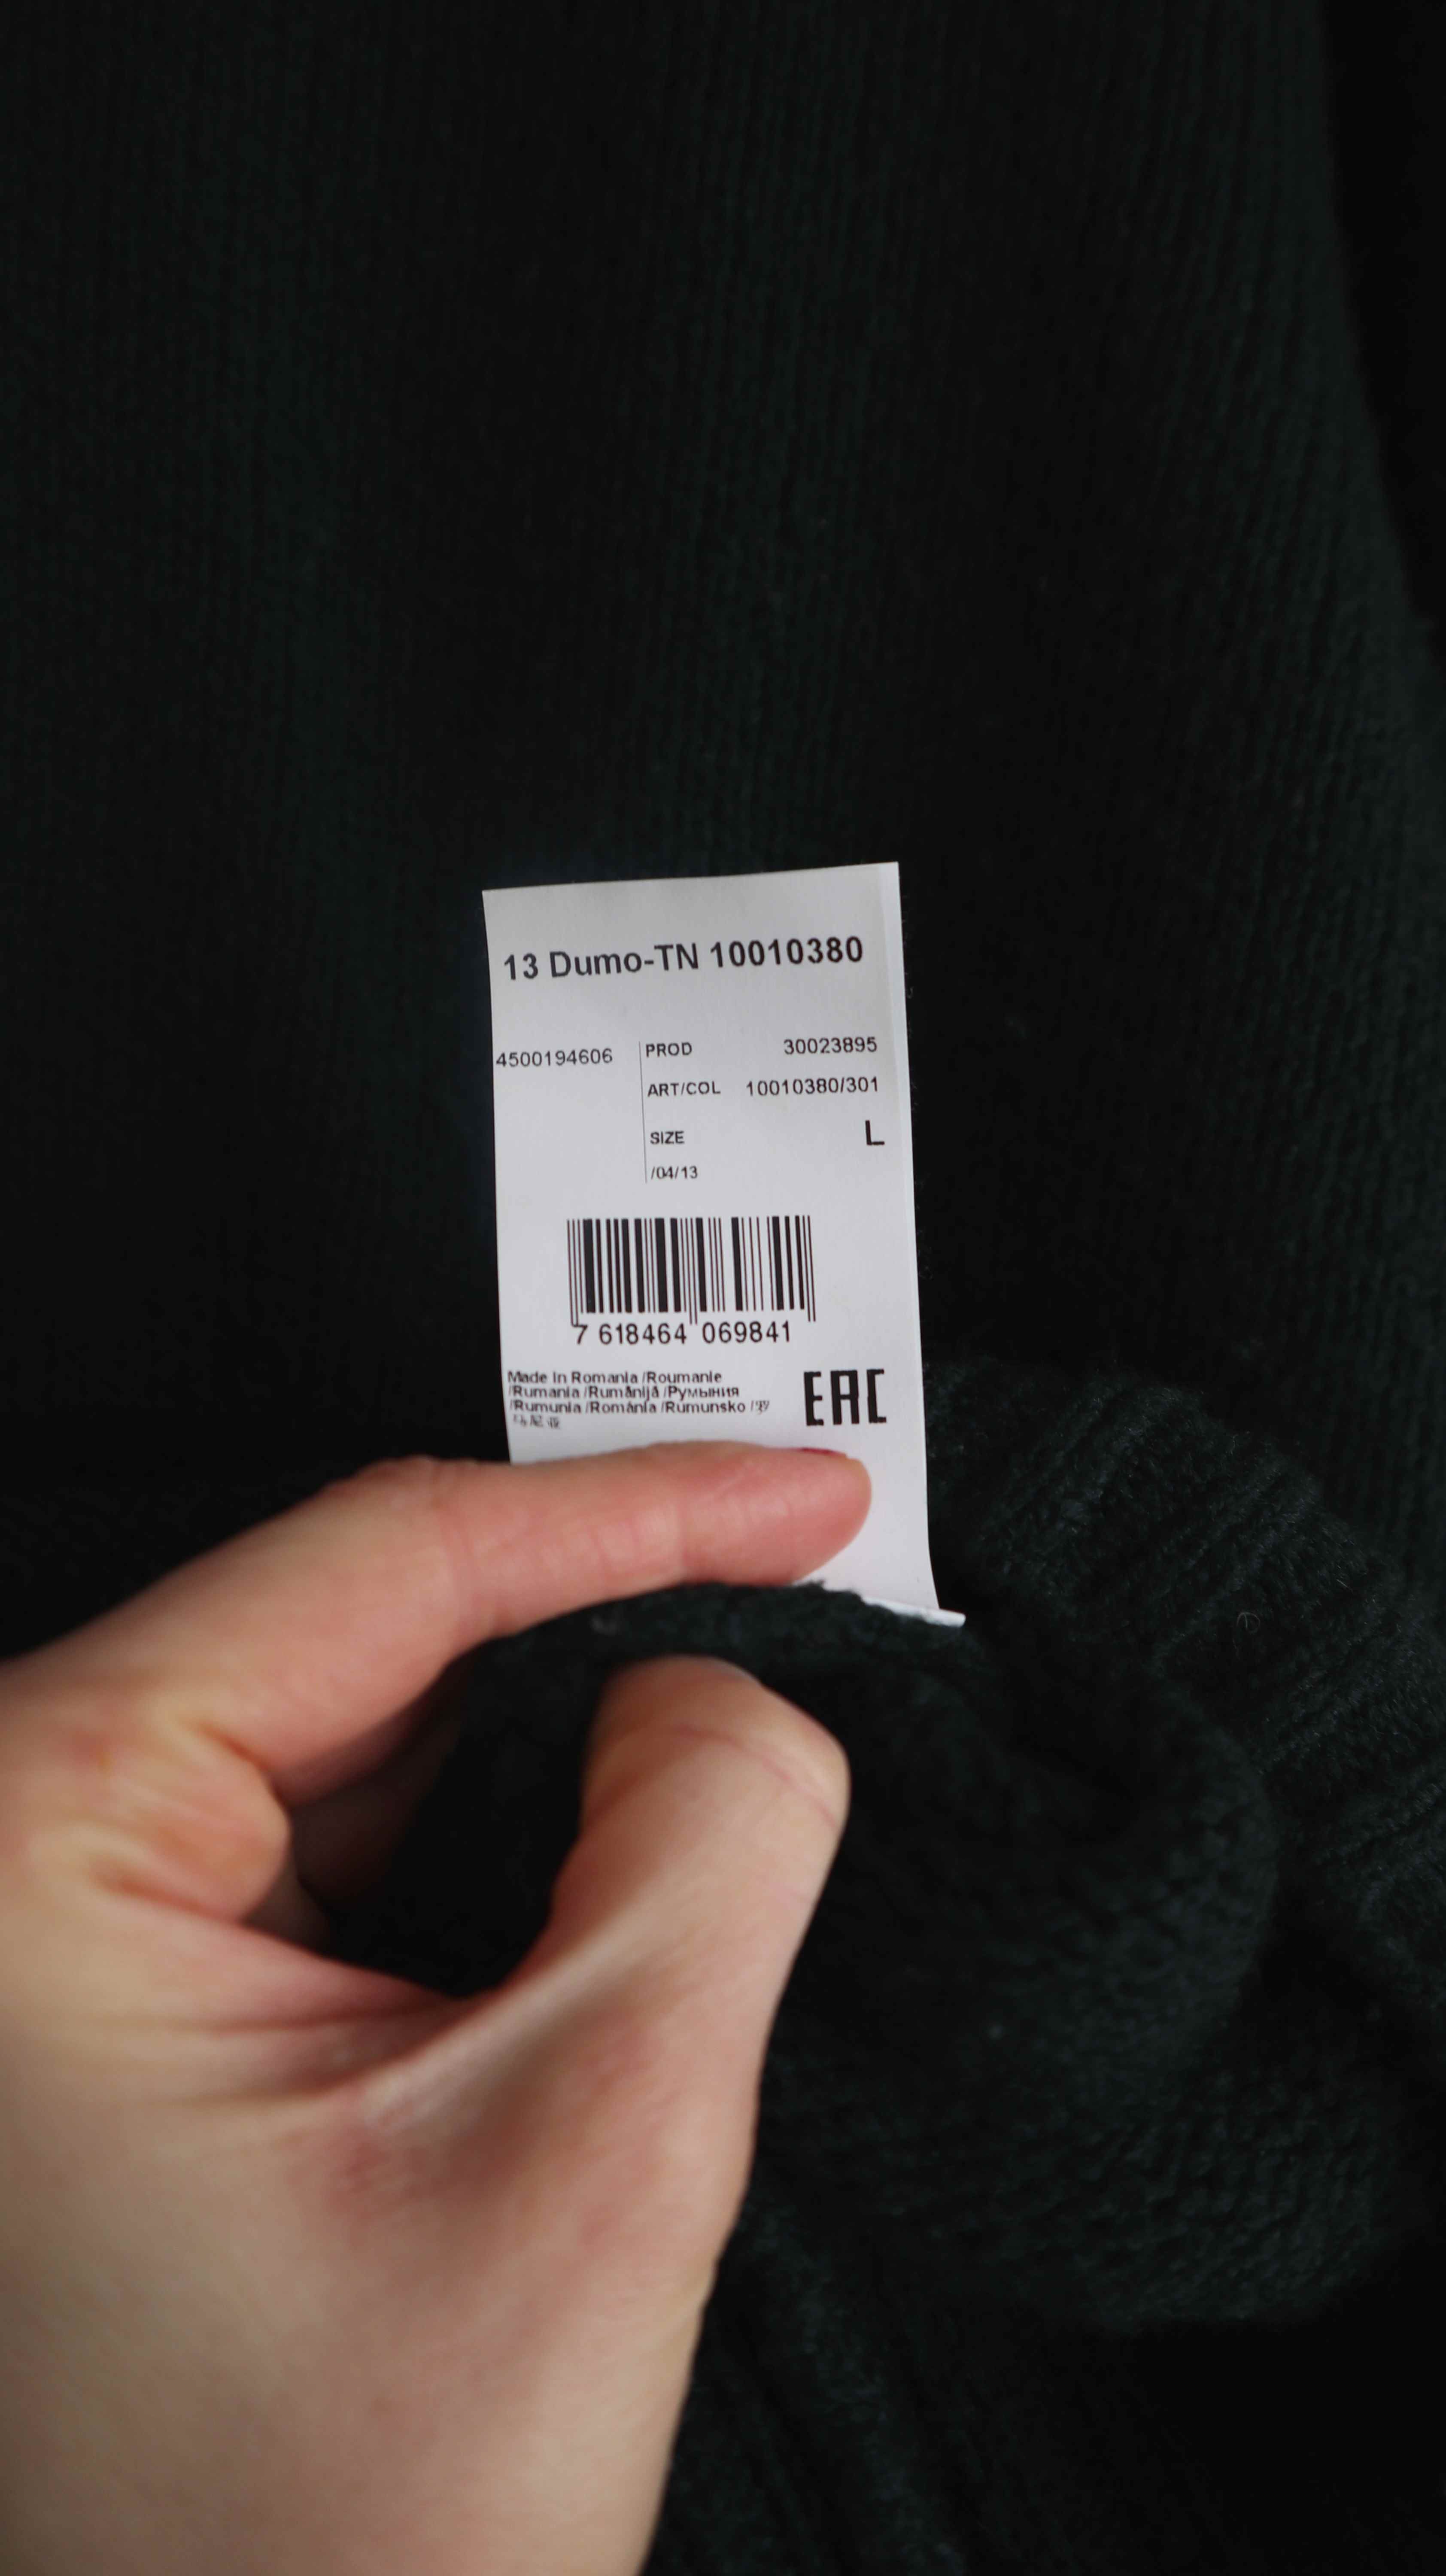 13 Dumo-TN 10010380
4500194606
PROD 30023895
ART/COL 10010380/301
SIZE L
/04/13
7 618464 069841
Made in Romania /Roumanie
/Rumania /Rumānijā /Румыния
/Rumunia /România /Rumunsko /罗
马尼亚
EAC